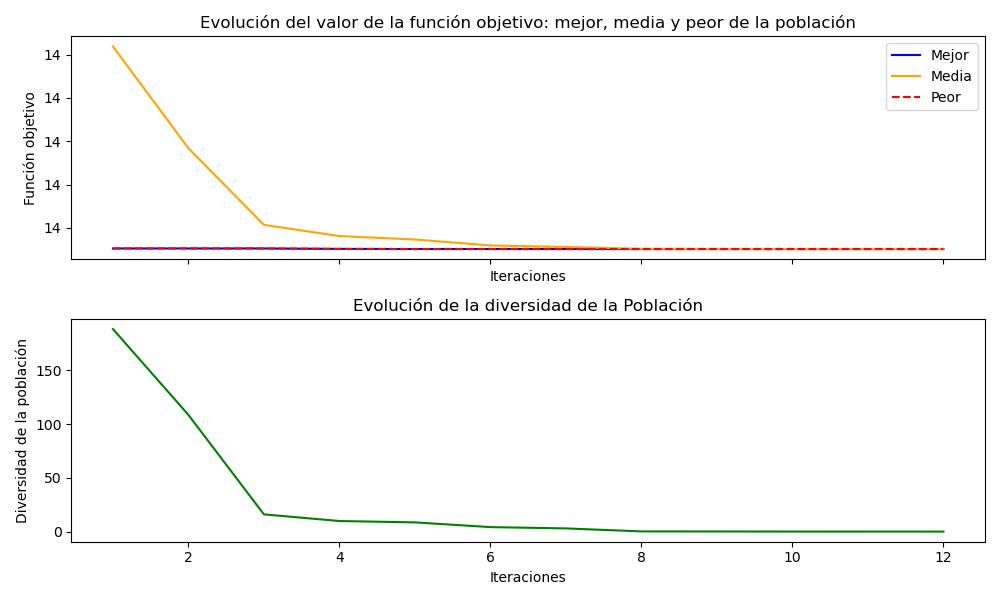 Evolución del valor de la función objetivo: mejor, media y peor de la población
Función objetivo
14
14
14
14
14
Mejor
Media
Peor
Iteraciones
Evolución de la diversidad de la Población
Diversidad de la población
150
100
50
0
2
4
6
8
10
12
Iteraciones